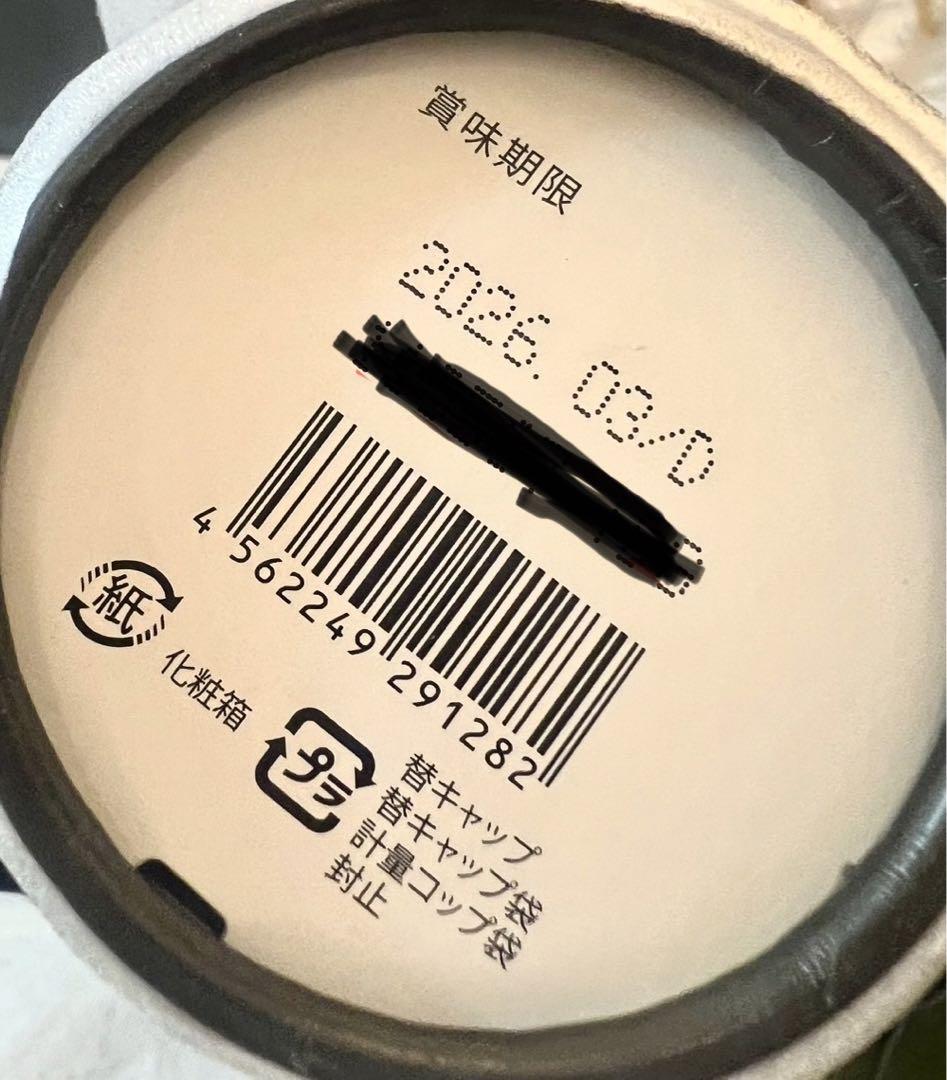 賞味期限
2026.03/D
4 562249 291282
紙
化粧箱
プラ
替キャップ
替キャップ袋
計量コップ袋
封止